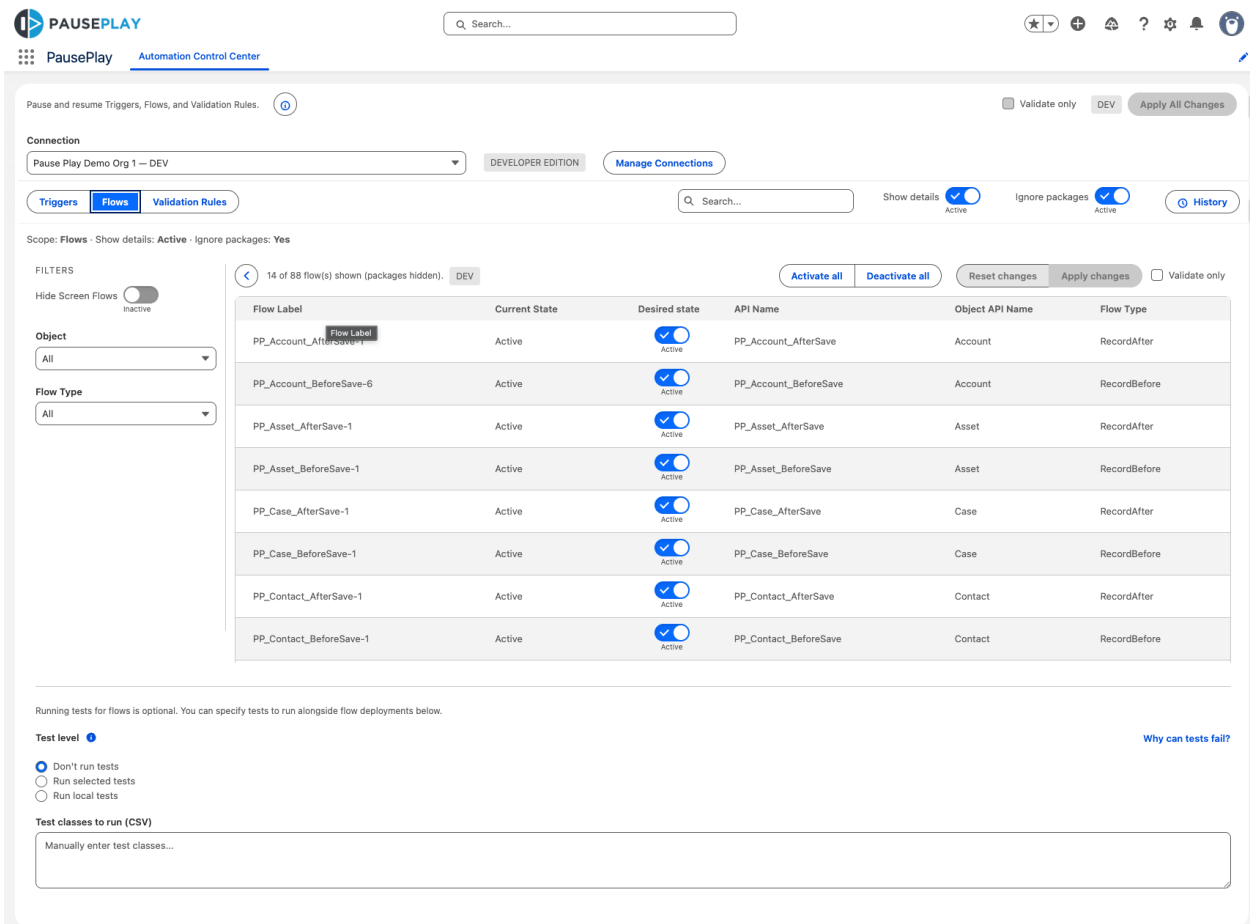 PAUSEPLAY
Search...
PausePlay
Automation Control Center
Pause and resume Triggers, Flows, and Validation Rules.
Validate only
DEV
Apply All Changes
Connection
Pause Play Demo Org 1 — DEV
DEVELOPER EDITION
Manage Connections
Triggers
Flows
Validation Rules
Search...
Show details
Active
Ignore packages
Active
History
Scope: Flows · Show details: Active · Ignore packages: Yes
FILTERS
Hide Screen Flows
Inactive
Object
All
Flow Type
All
14 of 88 flow(s) shown (packages hidden).
DEV
Activate all
Deactivate all
Reset changes
Apply changes
Validate only
Flow Label Current State Desired state API Name Object API Name Flow Type
Flow Label
PP_Account_AfterSave-1 Active Active PP_Account_AfterSave Account RecordAfter
PP_Account_BeforeSave-6 Active Active PP_Account_BeforeSave Account RecordBefore
PP_Asset_AfterSave-1 Active Active PP_Asset_AfterSave Asset RecordAfter
PP_Asset_BeforeSave-1 Active Active PP_Asset_BeforeSave Asset RecordBefore
PP_Case_AfterSave-1 Active Active PP_Case_AfterSave Case RecordAfter
PP_Case_BeforeSave-1 Active Active PP_Case_BeforeSave Case RecordBefore
PP_Contact_AfterSave-1 Active Active PP_Contact_AfterSave Contact RecordAfter
PP_Contact_BeforeSave-1 Active Active PP_Contact_BeforeSave Contact RecordBefore
Running tests for flows is optional. You can specify tests to run alongside flow deployments below.
Test level
Why can tests fail?
Don't run tests
Run selected tests
Run local tests
Test classes to run (CSV)
Manually enter test classes...